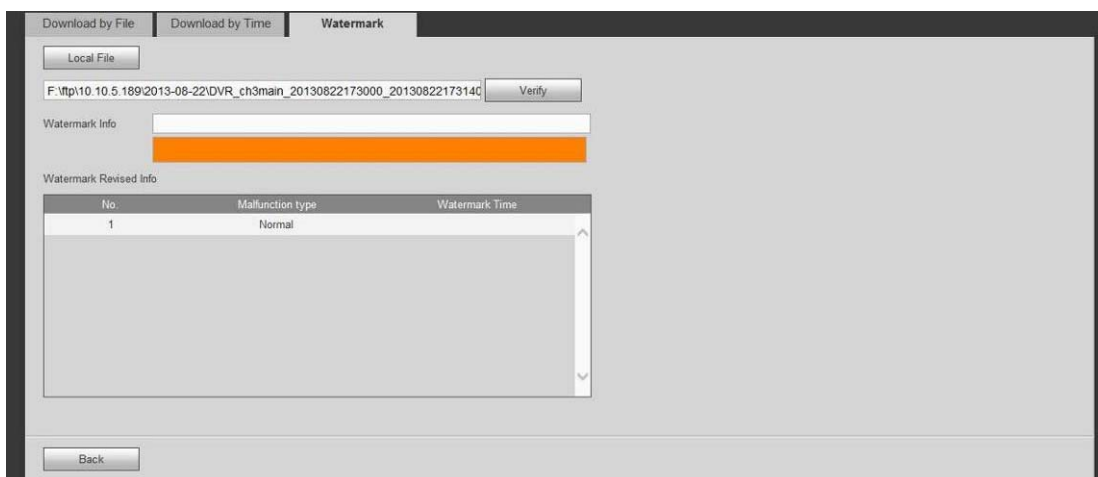 Download by File Download by Time Watermark
Local File
F:\ftp\10.10.5.189\2013-08-22\DVR_ch3main_20130822173000_2013082217314C Verify
Watermark Info
Watermark Revised Info
No. Malfunction type Watermark Time
1 Normal
Back